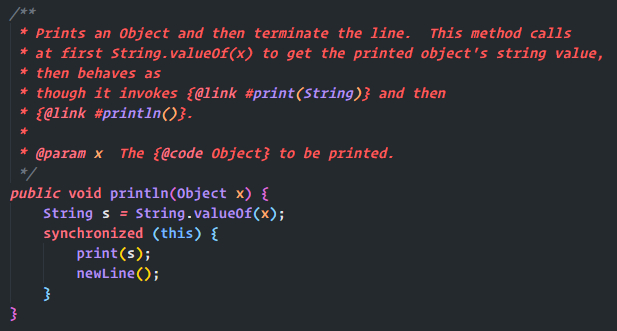 /**
 * Prints an Object and then terminate the line.  This method calls
 * at first String.valueOf(x) to get the printed object's string value,
 * then behaves as
 * though it invokes {@link #print(String)} and then
 * {@link #println()}.
 *
 * @param x  The {@code Object} to be printed.
 */
public void println(Object x) {
    String s = String.valueOf(x);
    synchronized (this) {
        print(s);
        newLine();
    }
}